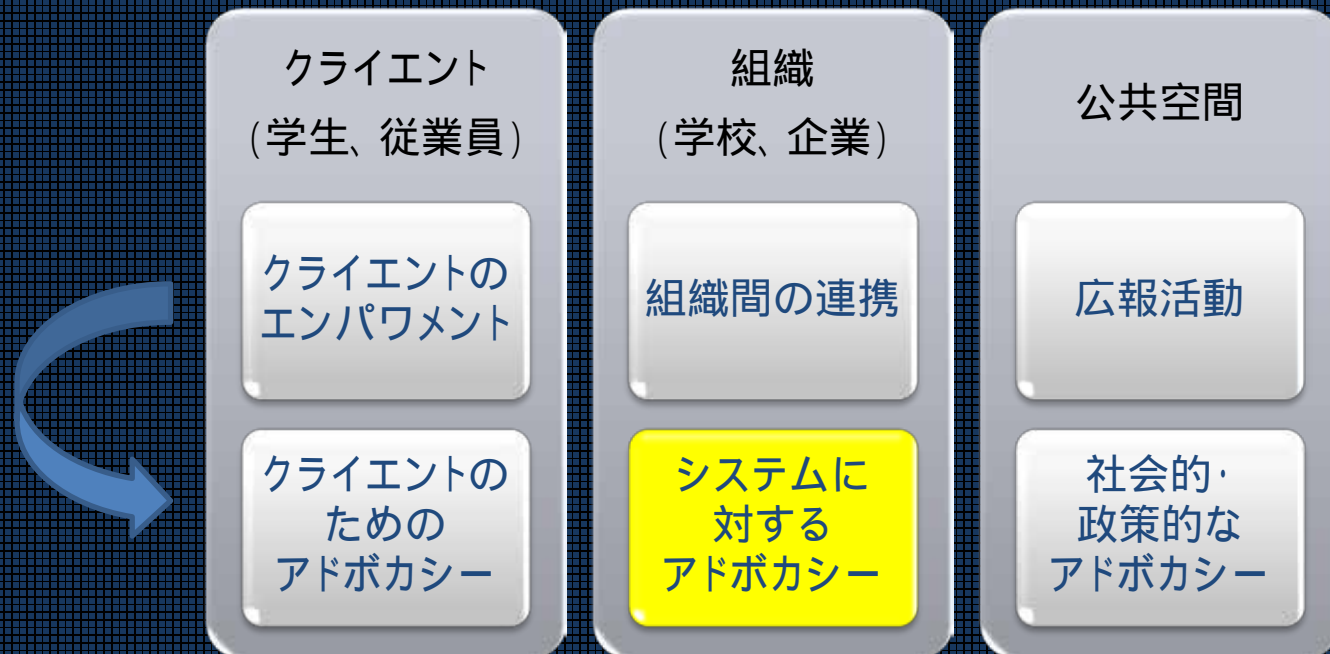 クライエント
(学生、従業員)
クライエントの
エンパワメント
クライエントの
ための
アドボカシー
組織
(学校、企業)
組織間の連携
システムに
対する
アドボカシー
公共空間
広報活動
社会的・
政策的な
アドボカシー